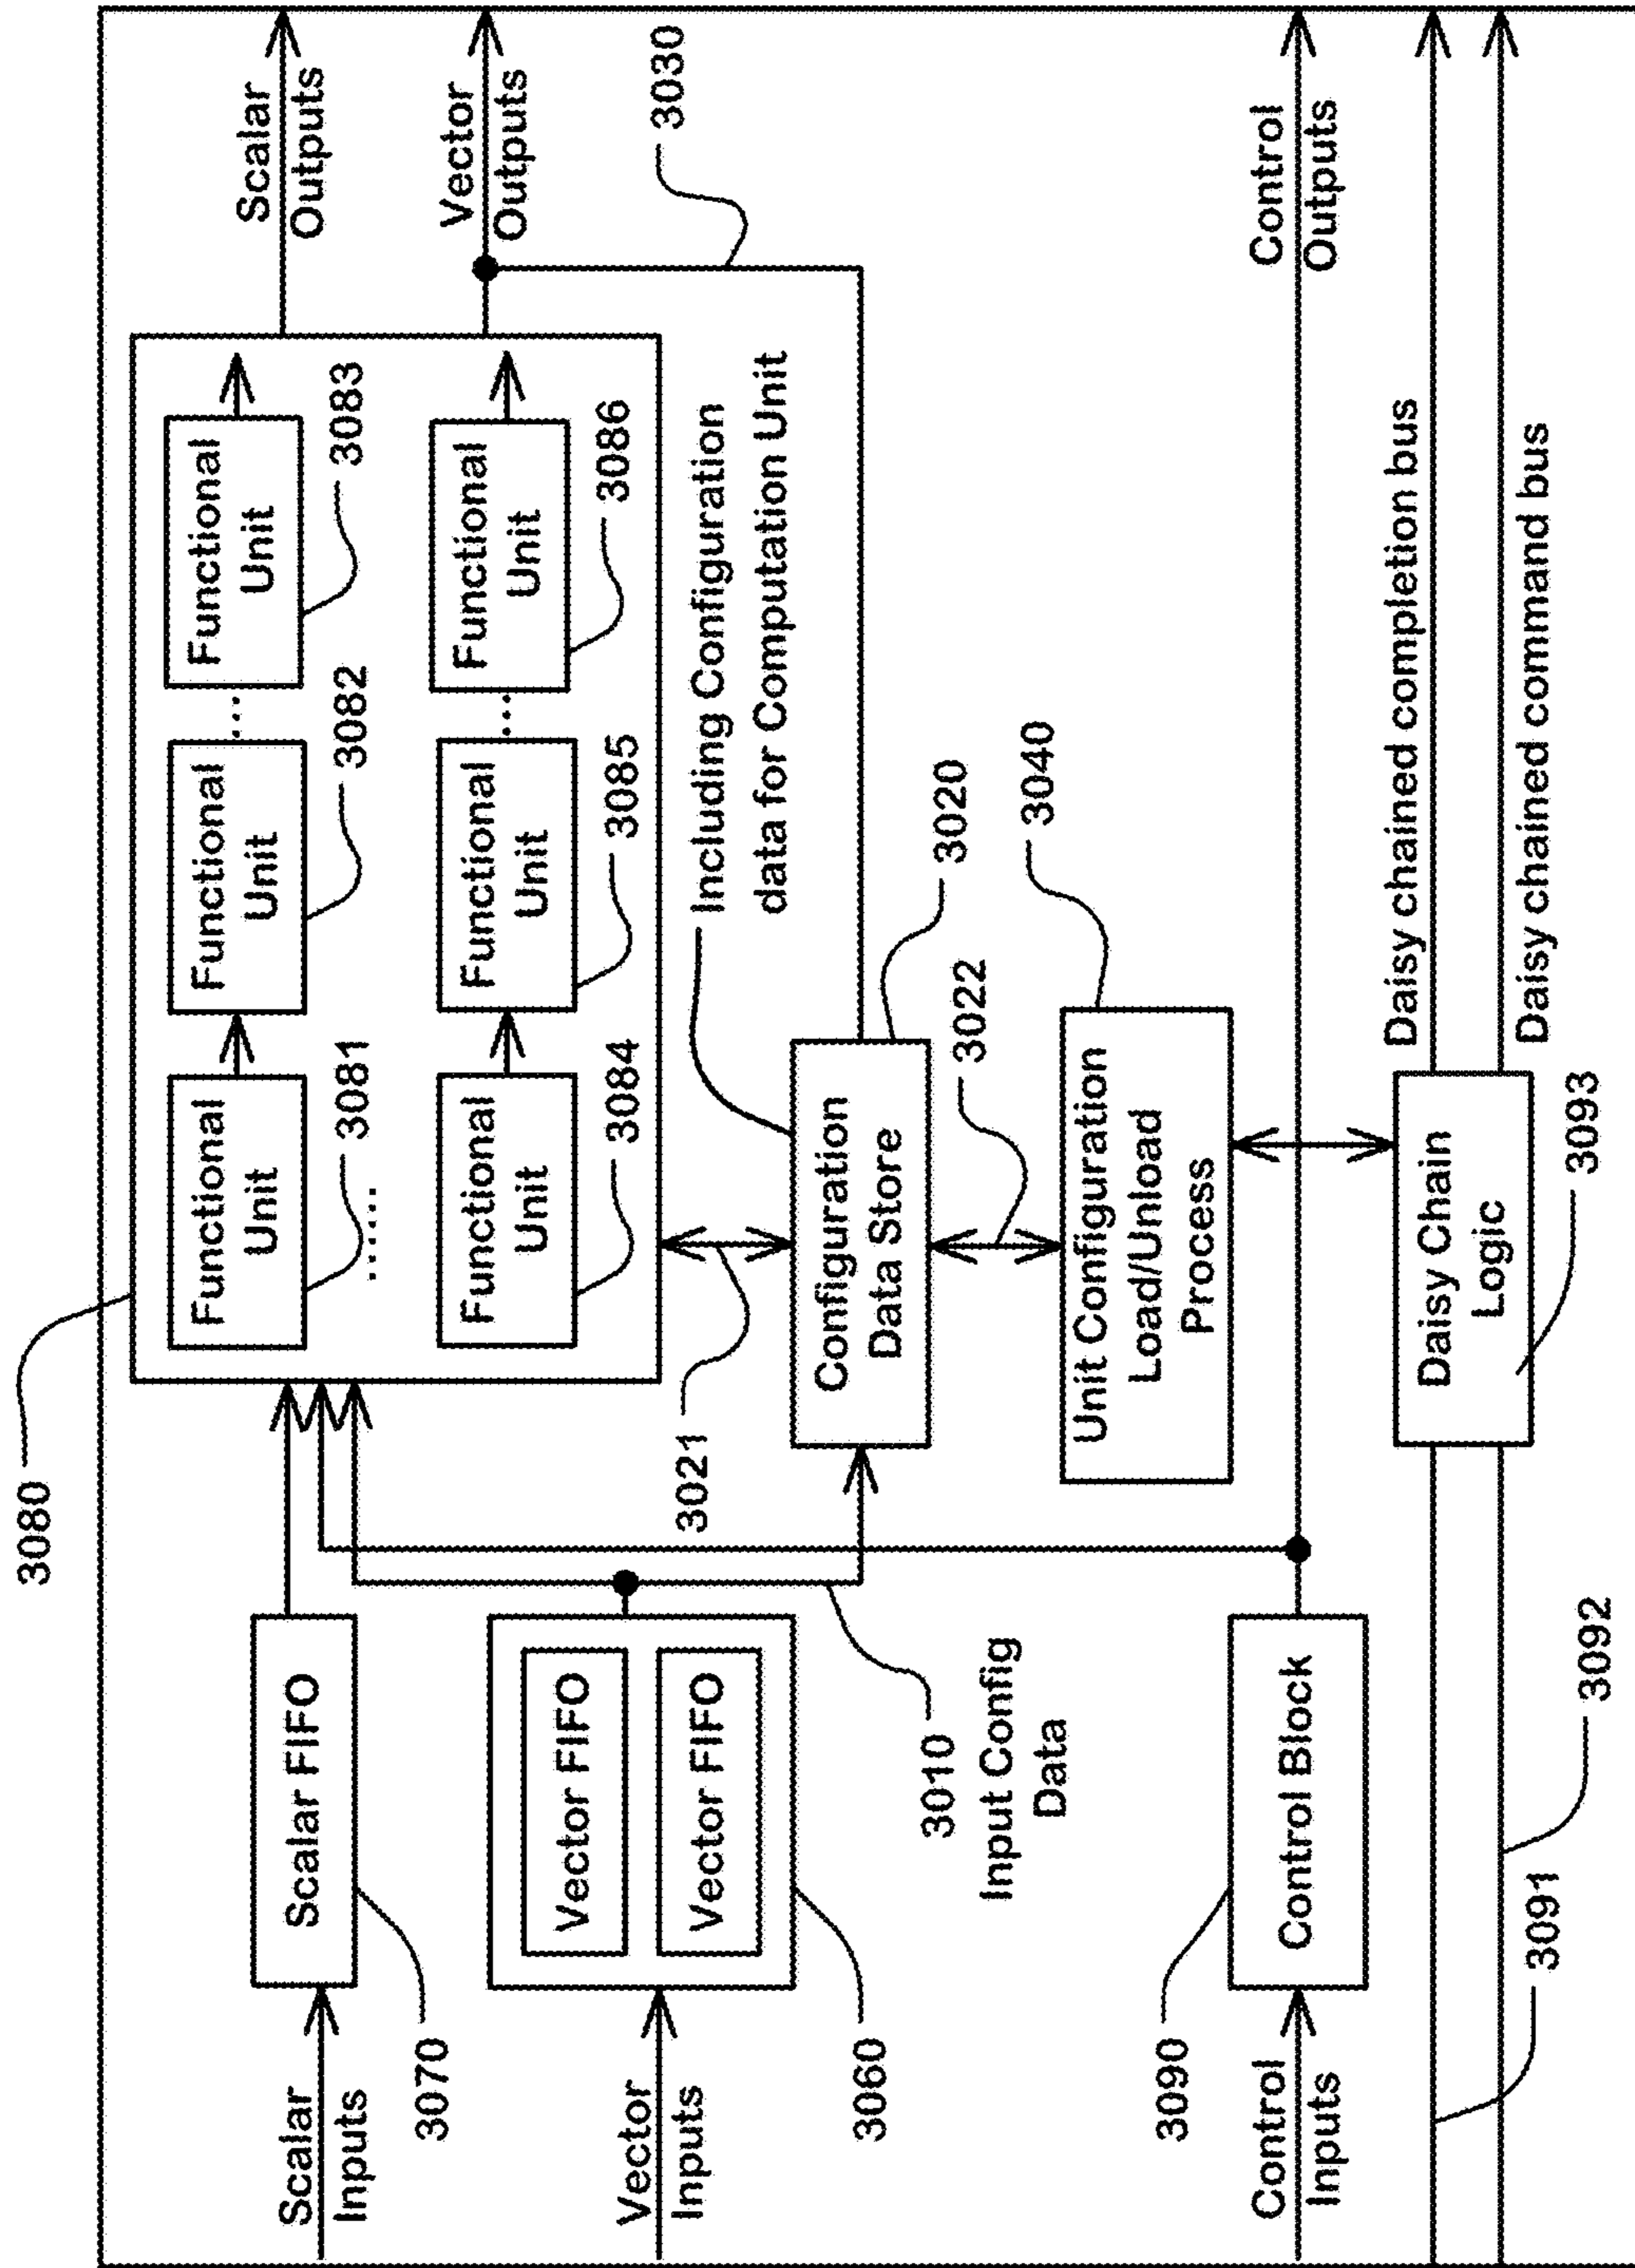 3080
Scalar
Inputs
Scalar FIFO
3070
Vector
Inputs
Vector FIFO
Vector FIFO
3060
3010
Input Config
Data
Functional
Unit
3081
......
Functional
Unit
3082
...
Functional
Unit
3083
Functional
Unit
3084
Functional
Unit
3085
...
Functional
Unit
3086
Scalar
Outputs
Vector
Outputs
3030
3021
Including Configuration
data for Computation Unit
Configuration
Data Store
3020
3022
Unit Configuration
Load/Unload
Process
3040
Control
Inputs
Control Block
3090
Control
Outputs
Daisy chained completion bus
Daisy chained command bus
Daisy Chain
Logic
3093
3091
3092